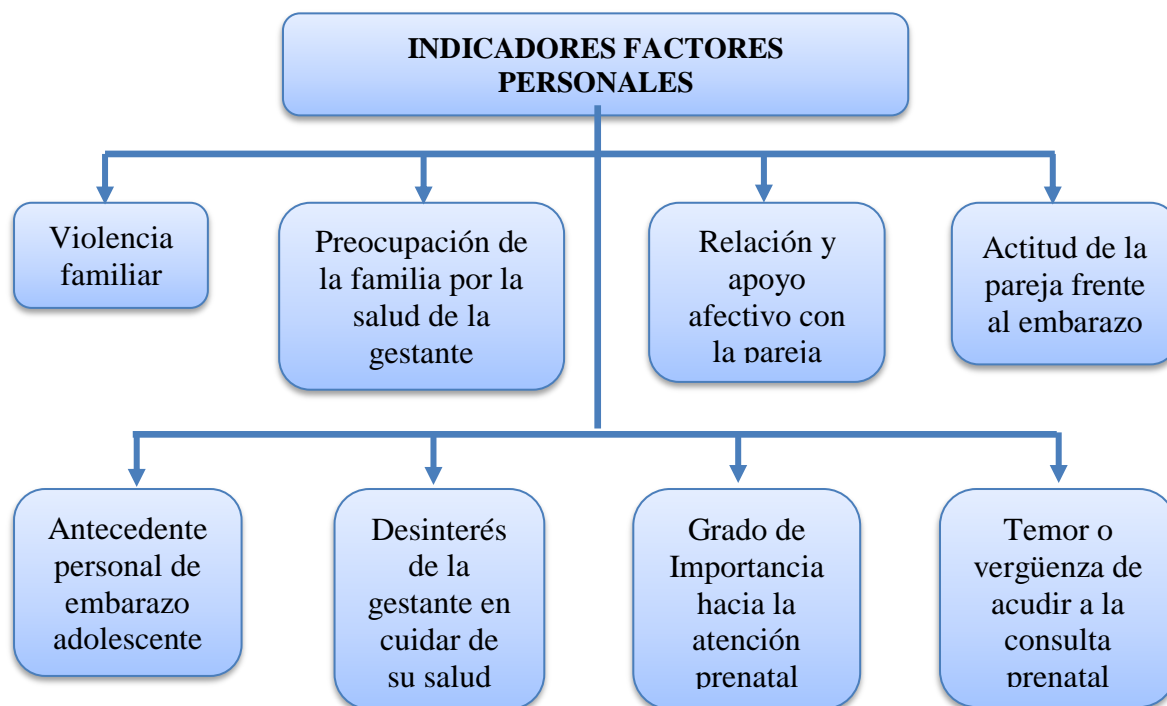 INDICADORES FACTORES
PERSONALES
Violencia
familiar
Preocupación de
la familia por la
salud de la
gestante
Relación y
apoyo
afectivo con
la pareja
Actitud de la
pareja frente
al embarazo
Antecedente
personal de
embarazo
adolescente
Desinterés
de la
gestante en
cuidar de
su salud
Grado de
Importancia
hacia la
atención
prenatal
Temor o
vergüenza de
acudir a la
consulta
prenatal